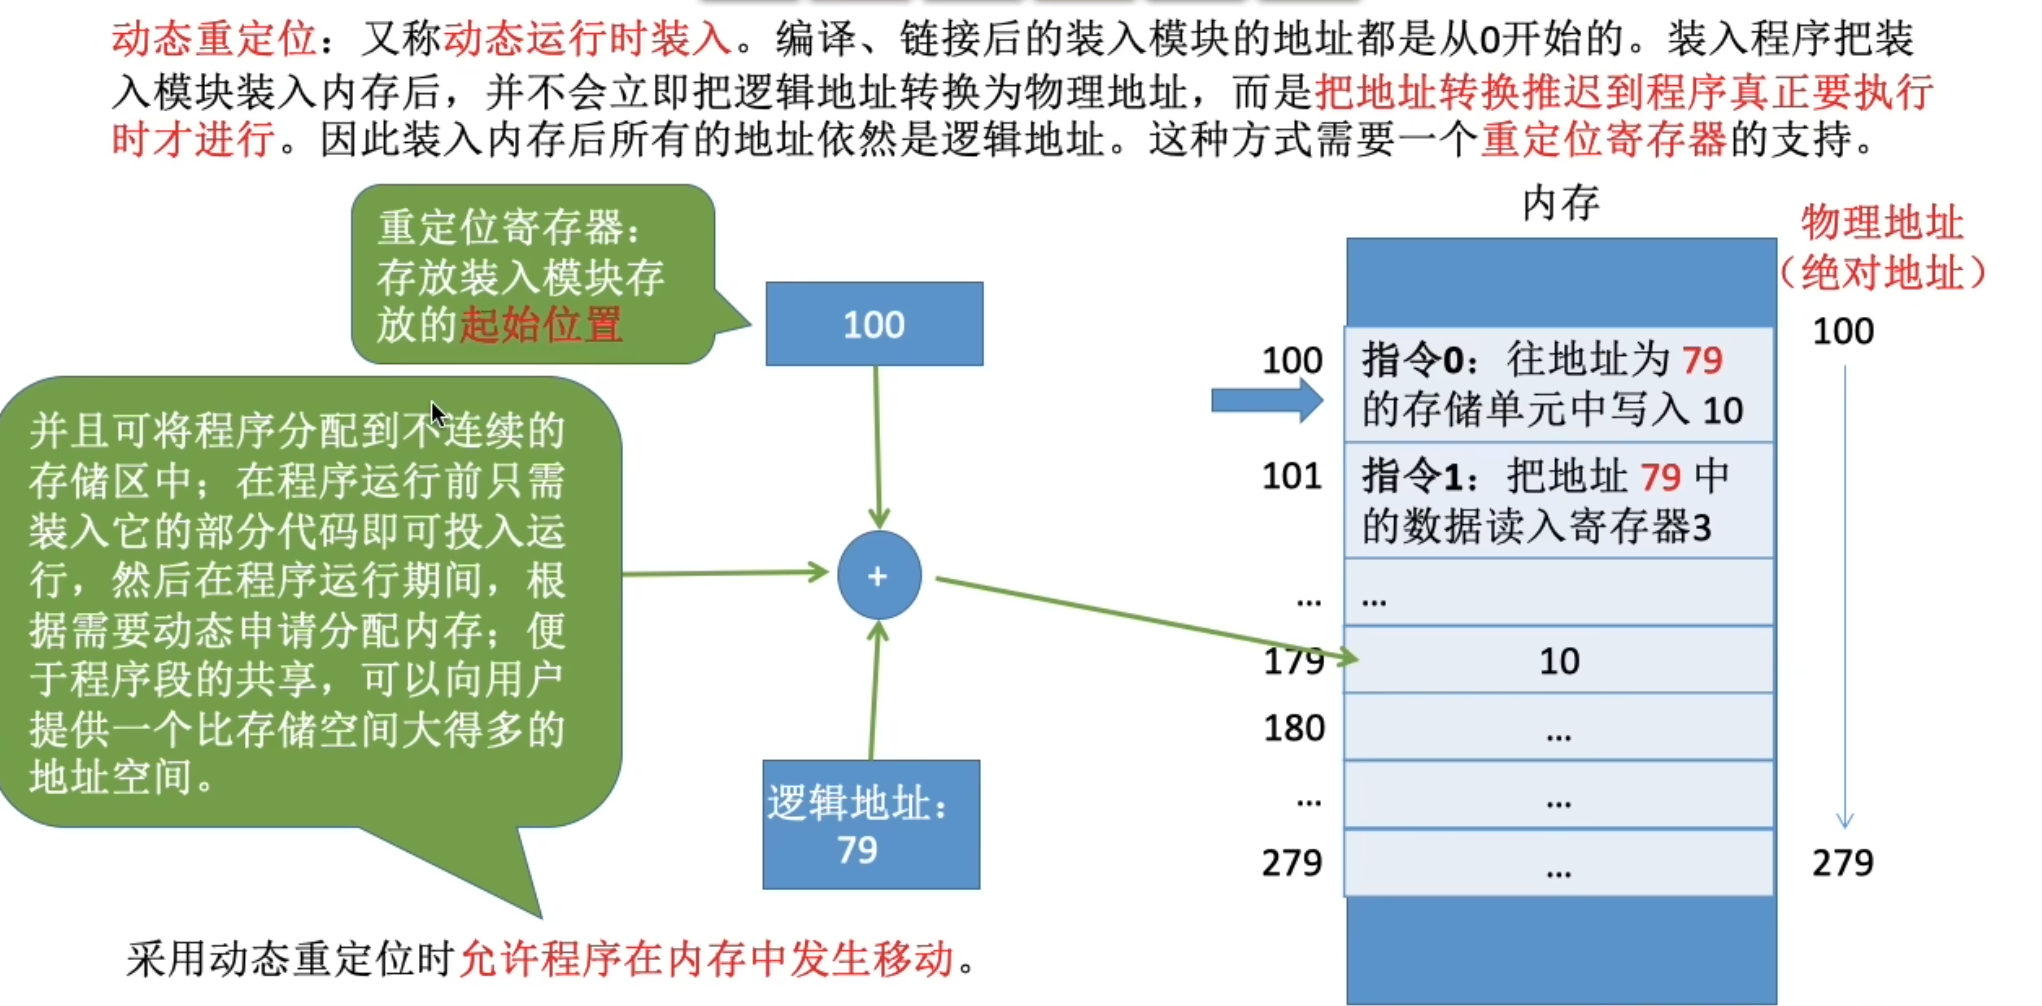 动态重定位：又称动态运行时装入。编译、链接后的装入模块的地址都是从0开始的。装入程序把装
入模块装入内存后，并不会立即把逻辑地址转换为物理地址，而是把地址转换推迟到程序真正要执行
时才进行。因此装入内存后所有的地址依然是逻辑地址。这种方式需要一个重定位寄存器的支持。
重定位寄存器：
存放装入模块存
放的起始位置
100
并且可将程序分配到不连续的
存储区中；在程序运行前只需
装入它的部分代码即可投入运
行，然后在程序运行期间，根
据需要动态申请分配内存；便
于程序段的共享，可以向用户
提供一个比存储空间大得多的
地址空间。
+
逻辑地址：
79
采用动态重定位时允许程序在内存中发生移动。
内存
物理地址
（绝对地址）
100
100
指令0：往地址为 79
的存储单元中写入 10
101
指令1：把地址 79 中
的数据读入寄存器3
...
...
179
10
180
...
...
...
279
...
279